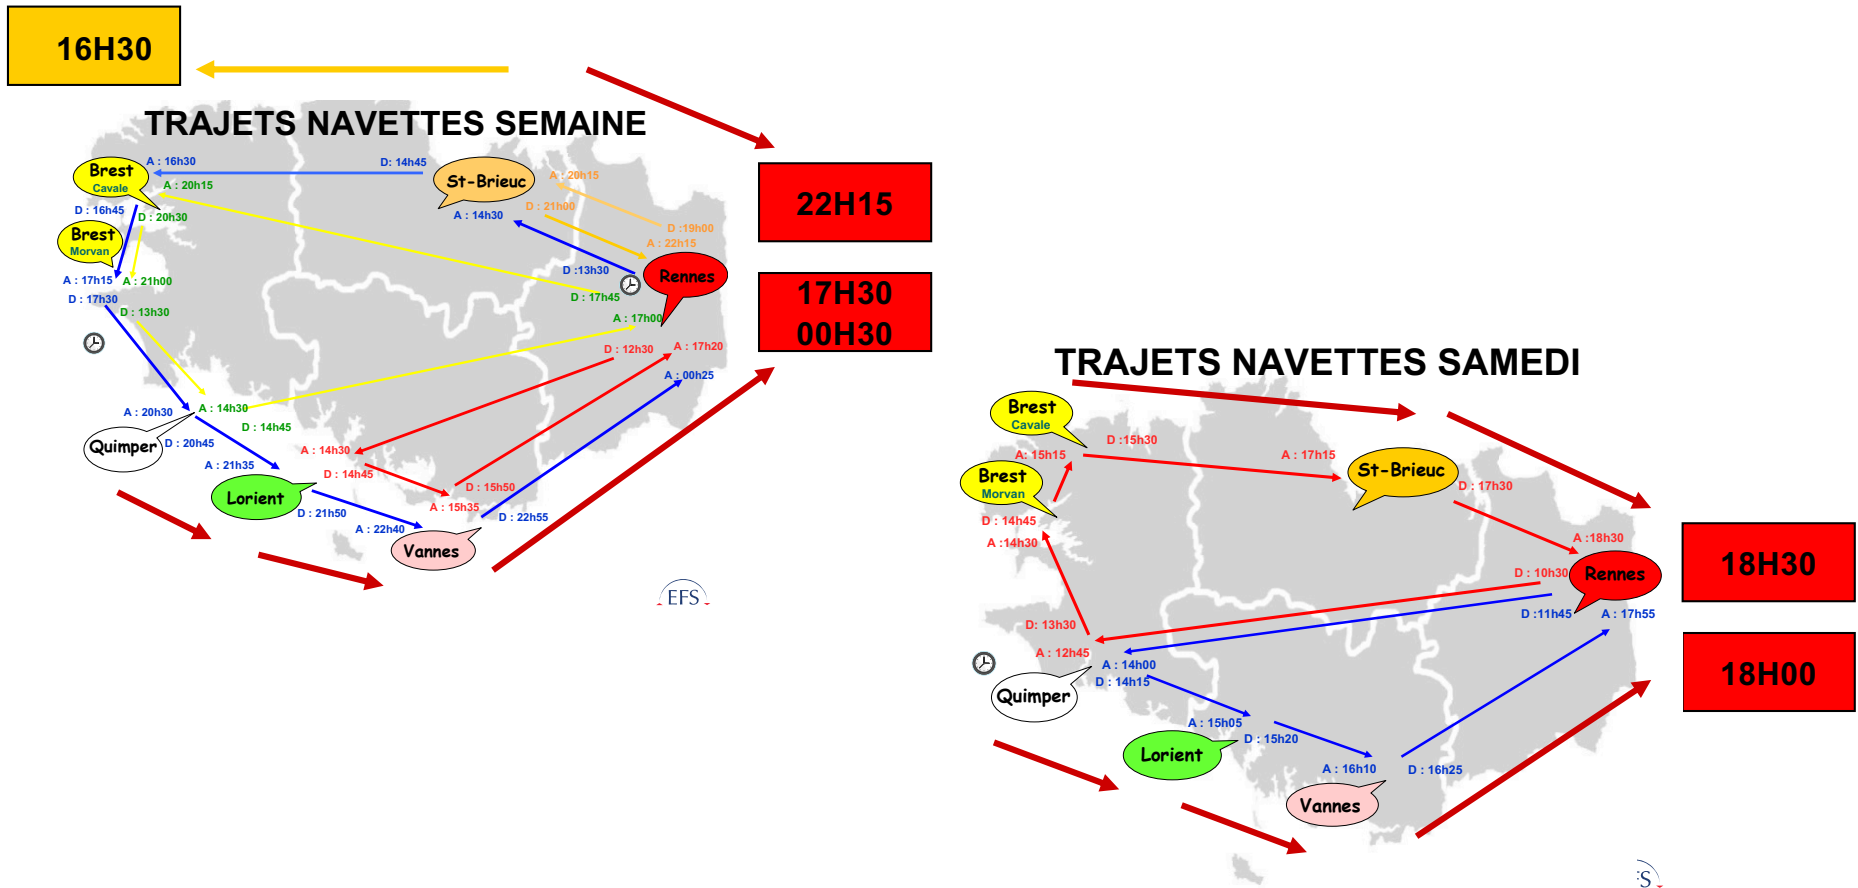 16H30
TRAJETS NAVETTES SEMAINE
A : 16h30
D: 14h45
Brest
Cavale
A : 20h15
St-Brieuc
A : 20h15
D : 16h45
D : 20h30
A : 14h30
D : 21h00
D :19h00
Brest
Morvan
A : 22h15
A : 17h15
A : 21h00
D :13h30
Rennes
D : 17h30
D : 17h45
D : 13h30
A : 17h00
D : 12h30
A : 17h20
A : 00h25
A : 20h30
A : 14h30
D : 14h45
Quimper
D : 20h45
A : 14h30
A : 21h35
D : 14h45
D : 15h50
Lorient
A : 15h35
D : 21h50
A : 22h40
D : 22h55
Vannes
EFS
22H15
17H30
00H30
TRAJETS NAVETTES SAMEDI
Brest
Cavale
D :15h30
A: 15h15
A : 17h15
St-Brieuc
Brest
Morvan
D : 17h30
D : 14h45
A :14h30
A :18h30
D : 10h30
Rennes
D :11h45
A : 17h55
D: 13h30
A : 12h45
A : 14h00
D : 14h15
Quimper
A : 15h05
D : 15h20
Lorient
A : 16h10
D : 16h25
Vannes
18H30
18H00
FS